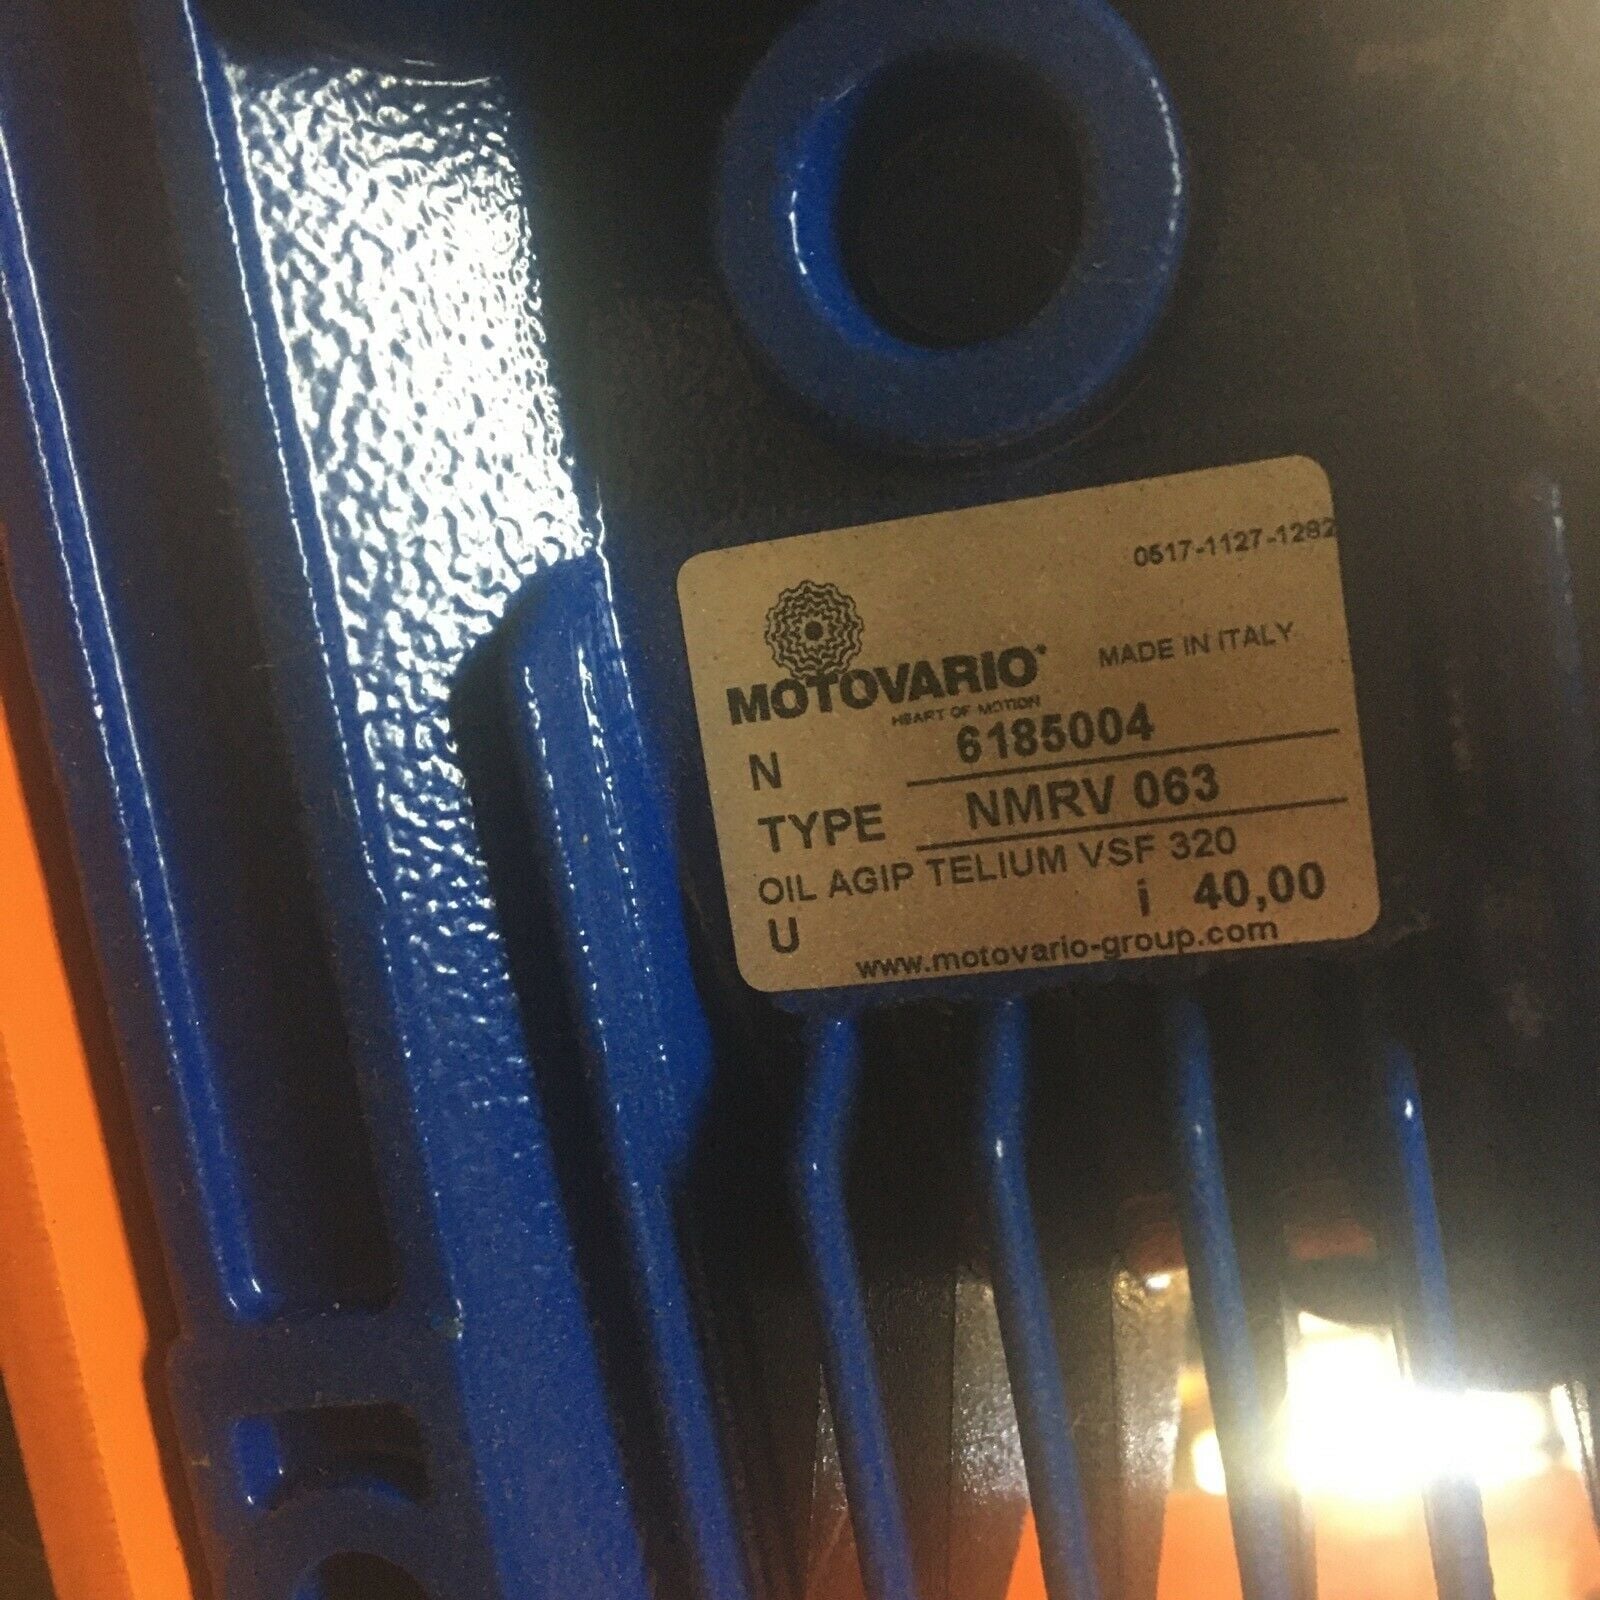 0517-1127-1282
MOTOVARIO
HEART OF MOTION
MADE IN ITALY
N 6185004
TYPE NMRV 063
OIL AGIP TELIUM VSF 320
U i 40,00
www.motovario-group.com